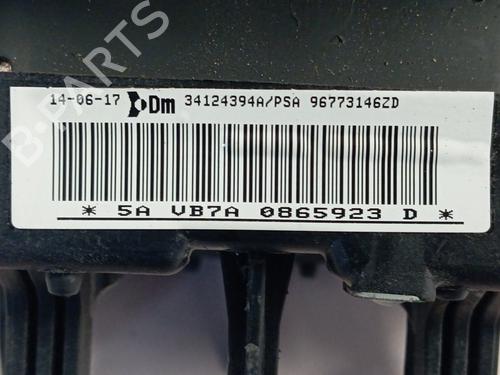 14-06-17 Dm 34124394A/PSA 96773146ZD
* 5A VB7A 0865923 D *
B-PARTS